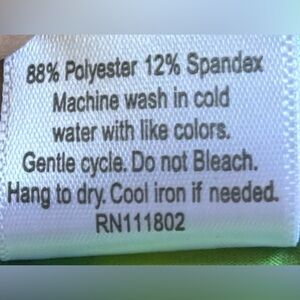 88% Polyester 12% Spandex
Machine wash in cold
water with like colors.
Gentle cycle. Do not Bleach.
Hang to dry. Cool iron if needed.
RN111802